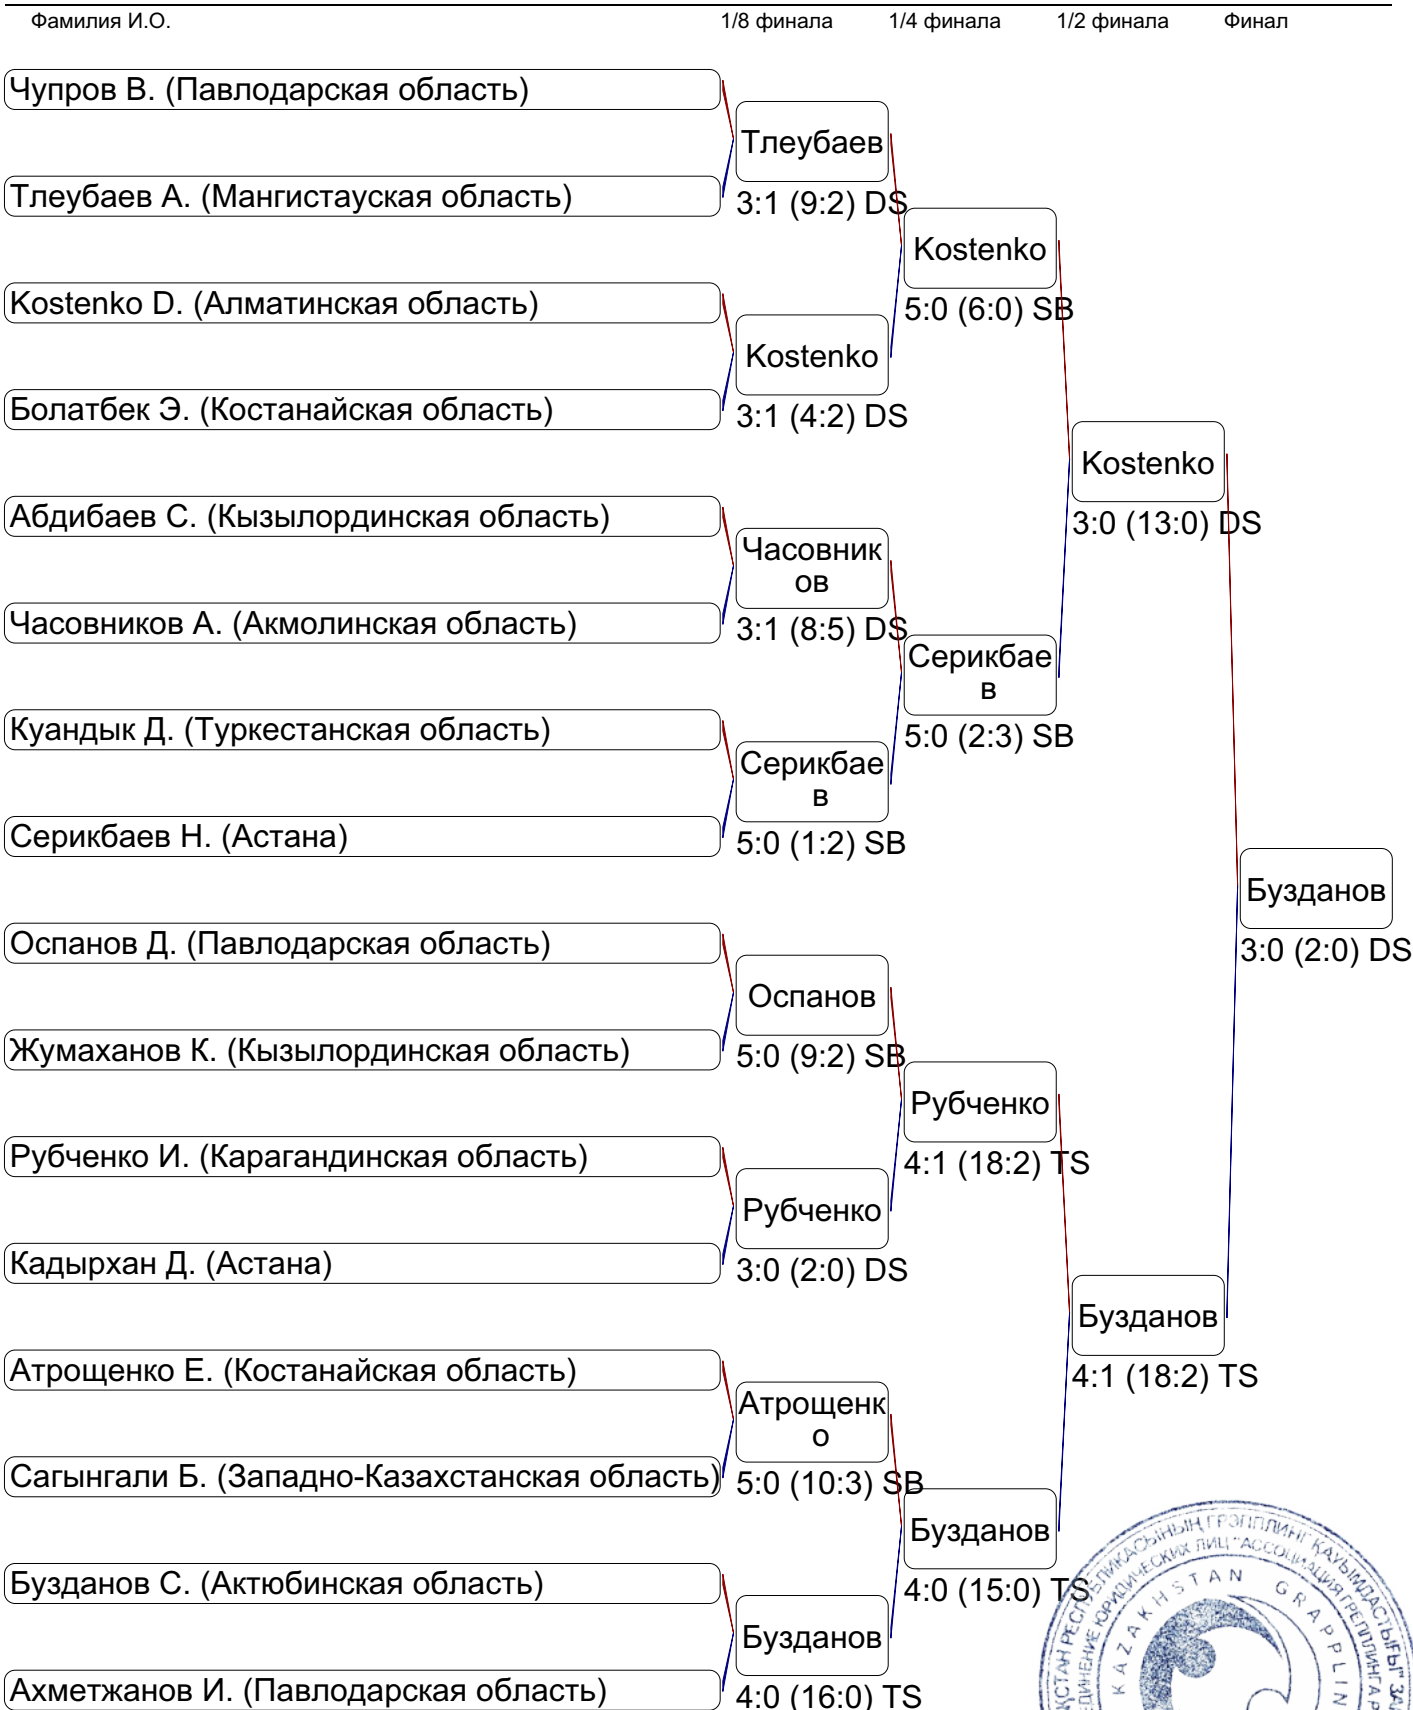 Фамилия И.О. 1/8 финала 1/4 финала 1/2 финала Финал
Чупров В. (Павлодарская область)
Тлеубаев
Тлеубаев А. (Мангистауская область)
3:1 (9:2) DS
Kostenko
Kostenko D. (Алматинская область)
5:0 (6:0) SB
Kostenko
Болатбек Э. (Костанайская область)
3:1 (4:2) DS
Kostenko
Абдибаев С. (Кызылординская область)
3:0 (13:0) DS
Часовник
ов
Часовников А. (Акмолинская область)
3:1 (8:5) DS
Серикбае
в
Куандык Д. (Туркестанская область)
5:0 (2:3) SB
Серикбае
в
Серикбаев Н. (Астана)
5:0 (1:2) SB
Бузданов
3:0 (2:0) DS
Оспанов Д. (Павлодарская область)
Оспанов
Жумаханов К. (Кызылординская область)
5:0 (9:2) SB
Рубченко
Рубченко И. (Карагандинская область)
4:1 (18:2) TS
Рубченко
Кадырхан Д. (Астана)
3:0 (2:0) DS
Бузданов
Атрощенко Е. (Костанайская область)
4:1 (18:2) TS
Атрощенк
о
Сагынгали Б. (Западно-Казахстанская область)
5:0 (10:3) SB
Бузданов
Бузданов С. (Актюбинская область)
4:0 (15:0) TS
Бузданов
Ахметжанов И. (Павлодарская область)
4:0 (16:0) TS
ГРЭППЛИНГ ҚАУЫМДАСТЫҒЫ"
ЮРИДИЧЕСКИХ ЛИЦ "АССОЦИАЦИЯ ГРЕППЛИНГА
KAZAKHSTAN GRAPPLIN